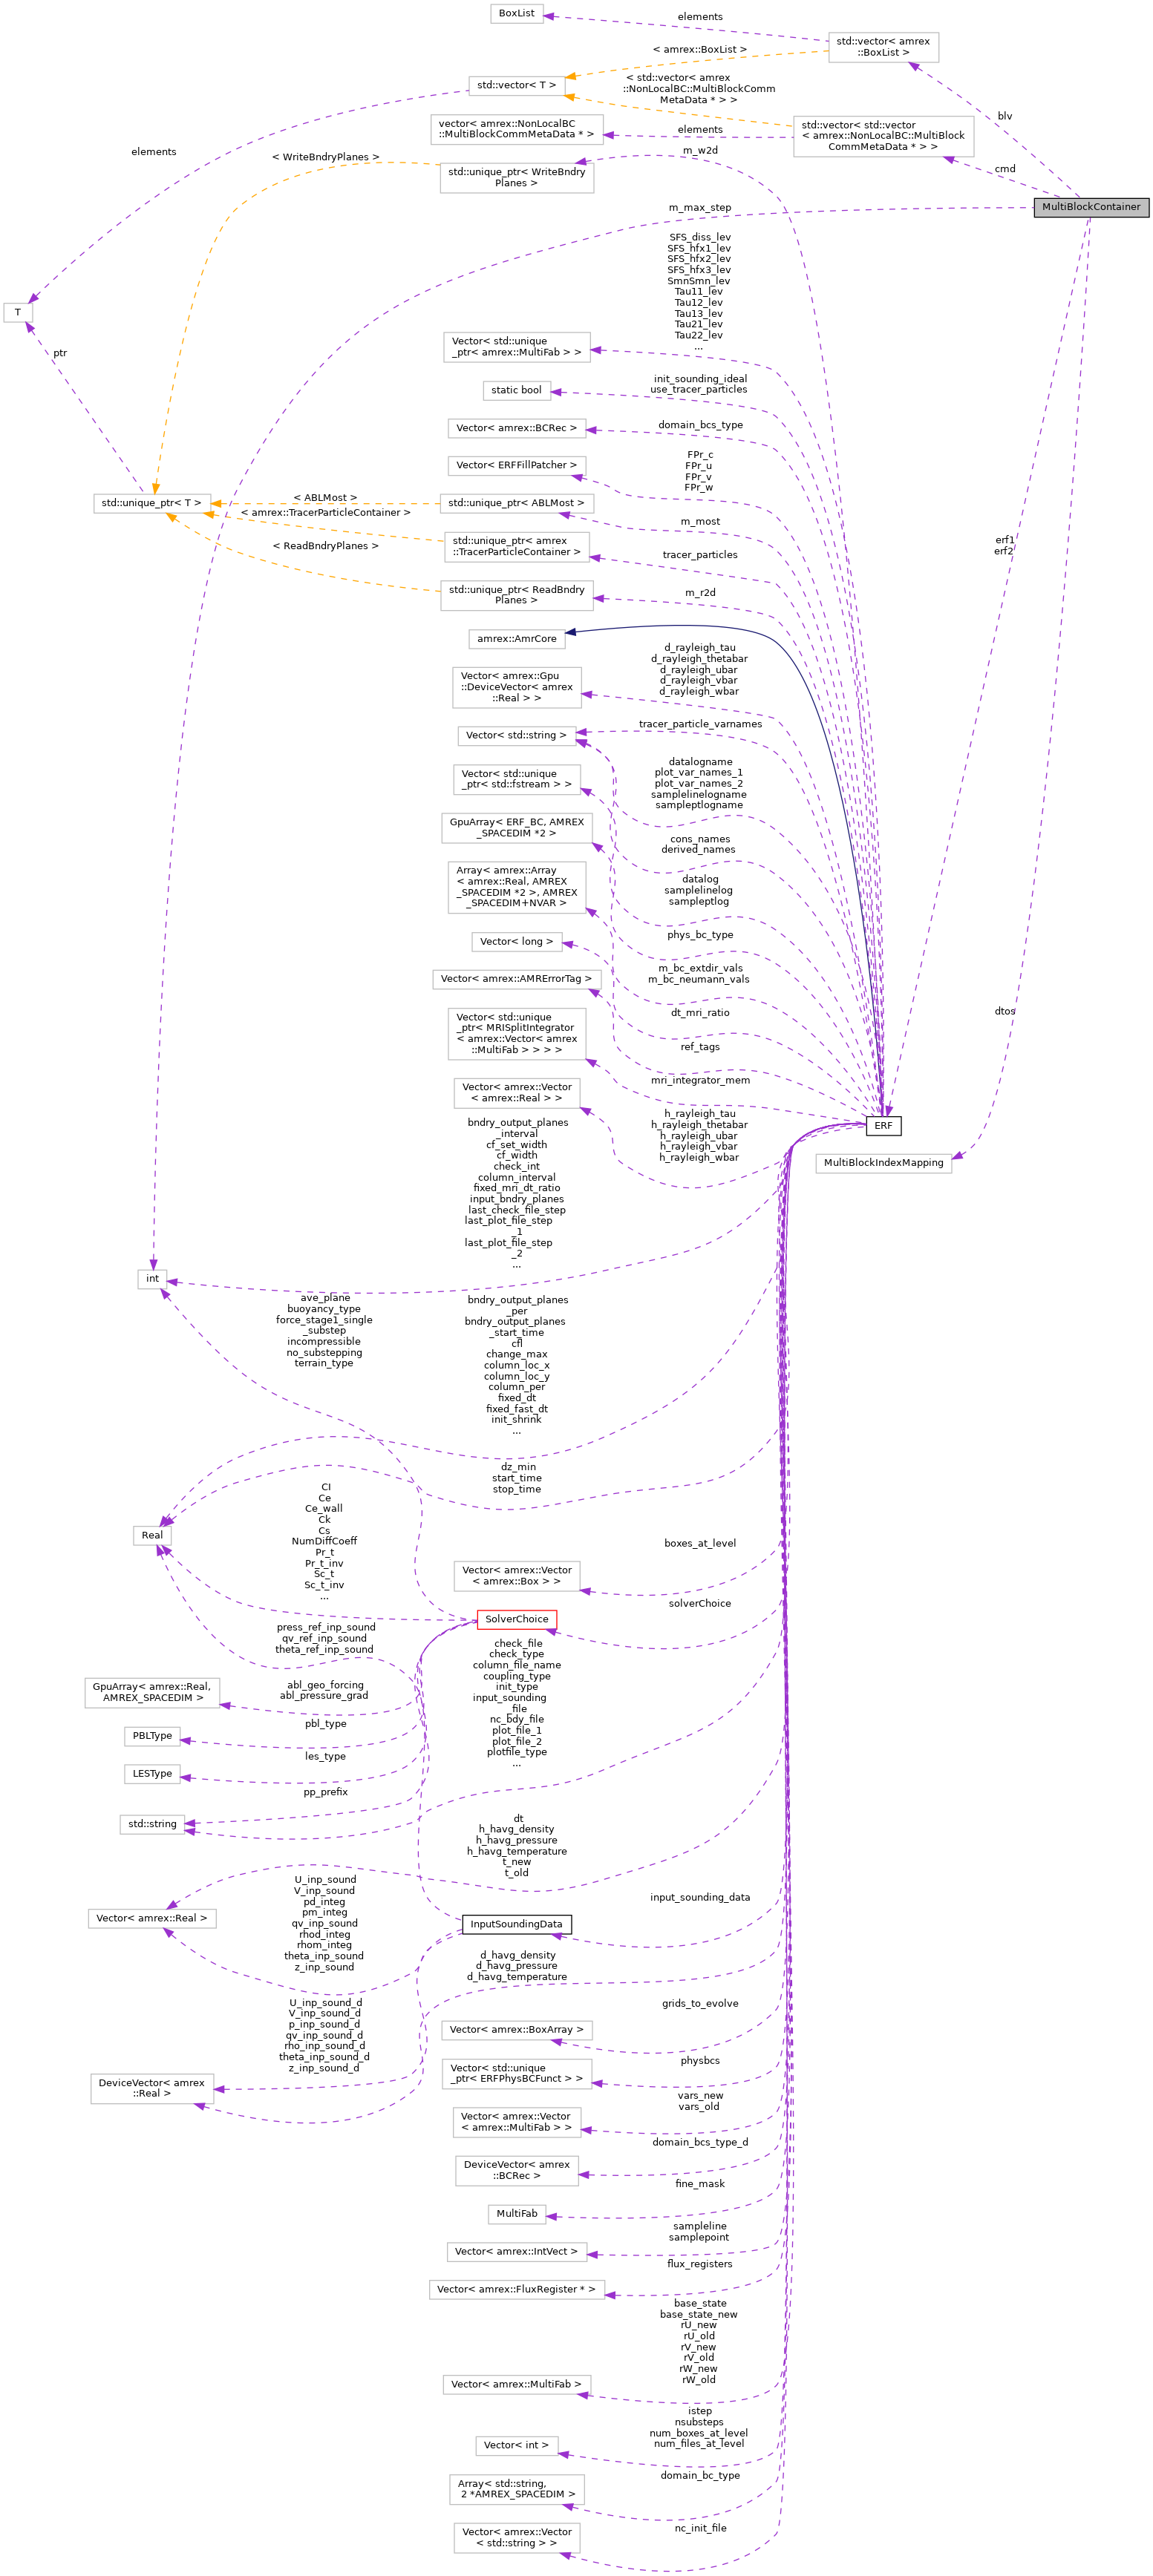 BoxList
elements
std::vector< amrex
::BoxList >
< amrex::BoxList >
std::vector< T >
< std::vector< amrex
::NonLocalBC::MultiBlockComm
MetaData * > >
blv
vector< amrex::NonLocalBC
::MultiBlockCommMetaData * >
elements
std::vector< std::vector
< amrex::NonLocalBC::MultiBlock
CommMetaData * > >
elements
< WriteBndryPlanes >
m_w2d
cmd
std::unique_ptr< WriteBndry
Planes >
m_max_step
MultiBlockContainer
SFS_diss_lev
SFS_hfx1_lev
SFS_hfx2_lev
SFS_hfx3_lev
SmnSmn_lev
Tau11_lev
Tau12_lev
Tau13_lev
Tau21_lev
Tau22_lev
...
T
ptr
Vector< std::unique
_ptr< amrex::MultiFab > >
static bool
init_sounding_ideal
use_tracer_particles
Vector< amrex::BCRec >
domain_bcs_type
Vector< ERFFillPatcher >
FPr_c
FPr_u
FPr_v
FPr_w
std::unique_ptr< T >
< ABLMost >
std::unique_ptr< ABLMost >
< amrex::TracerParticleContainer >
m_most
std::unique_ptr< amrex
::TracerParticleContainer >
< ReadBndryPlanes >
tracer_particles
erf1
erf2
std::unique_ptr< ReadBndry
Planes >
m_r2d
amrex::AmrCore
d_rayleigh_tau
d_rayleigh_thetabar
d_rayleigh_ubar
d_rayleigh_vbar
d_rayleigh_wbar
Vector< amrex::Gpu
::DeviceVector< amrex
::Real > >
Vector< std::string >
tracer_particle_varnames
Vector< std::unique
_ptr< std::fstream > >
datalogname
plot_var_names_1
plot_var_names_2
samplelinelogname
sampleptlogname
GpuArray< ERF_BC, AMREX
_SPACEDIM *2 >
cons_names
derived_names
Array< amrex::Array
< amrex::Real, AMREX
_SPACEDIM *2 >, AMREX
_SPACEDIM+NVAR >
datalog
samplelinelog
sampleptlog
Vector< long >
phys_bc_type
Vector< amrex::AMRErrorTag >
m_bc_extdir_vals
m_bc_neumann_vals
dtos
Vector< std::unique
_ptr< MRISplitIntegrator
< amrex::Vector< amrex
::MultiFab > > > >
dt_mri_ratio
ref_tags
Vector< amrex::Vector
< amrex::Real > >
mri_integrator_mem
h_rayleigh_tau
h_rayleigh_thetabar
h_rayleigh_ubar
h_rayleigh_vbar
h_rayleigh_wbar
ERF
MultiBlockIndexMapping
bndry_output_planes
_interval
cf_set_width
cf_width
check_int
column_interval
fixed_mri_dt_ratio
input_bndry_planes
last_check_file_step
last_plot_file_step
_1
last_plot_file_step
_2
...
int
ave_plane
buoyancy_type
force_stage1_single
_substep
incompressible
no_substepping
terrain_type
bndry_output_planes
_per
bndry_output_planes
_start_time
cfl
change_max
column_loc_x
column_loc_y
column_per
fixed_dt
fixed_fast_dt
init_shrink
...
dz_min
start_time
stop_time
CI
Ce
Ce_wall
Ck
Cs
NumDiffCoeff
Pr_t
Pr_t_inv
Sc_t
Sc_t_inv
...
Real
boxes_at_level
Vector< amrex::Vector
< amrex::Box > >
solverChoice
SolverChoice
press_ref_inp_sound
qv_ref_inp_sound
theta_ref_inp_sound
check_file
check_type
column_file_name
coupling_type
init_type
input_sounding
_file
nc_bdy_file
plot_file_1
plot_file_2
plotfile_type
...
GpuArray< amrex::Real,
AMREX_SPACEDIM >
abl_geo_forcing
abl_pressure_grad
PBLType
pbl_type
LESType
les_type
pp_prefix
std::string
dt
h_havg_density
h_havg_pressure
h_havg_temperature
t_new
t_old
U_inp_sound
V_inp_sound
pd_integ
pm_integ
qv_inp_sound
rhod_integ
rhom_integ
theta_inp_sound
z_inp_sound
Vector< amrex::Real >
InputSoundingData
input_sounding_data
d_havg_density
d_havg_pressure
d_havg_temperature
U_inp_sound_d
V_inp_sound_d
p_inp_sound_d
qv_inp_sound_d
rho_inp_sound_d
theta_inp_sound_d
z_inp_sound_d
DeviceVector< amrex
::Real >
grids_to_evolve
Vector< amrex::BoxArray >
physbcs
Vector< std::unique
_ptr< ERFPhysBCFunct > >
vars_new
vars_old
Vector< amrex::Vector
< amrex::MultiFab > >
domain_bcs_type_d
DeviceVector< amrex
::BCRec >
fine_mask
MultiFab
sampleline
samplepoint
Vector< amrex::IntVect >
flux_registers
Vector< amrex::FluxRegister * >
base_state
base_state_new
rU_new
rU_old
rV_new
rV_old
rW_new
rW_old
Vector< amrex::MultiFab >
istep
nsubsteps
num_boxes_at_level
num_files_at_level
Vector< int >
domain_bc_type
Array< std::string,
2 *AMREX_SPACEDIM >
nc_init_file
Vector< amrex::Vector
< std::string > >